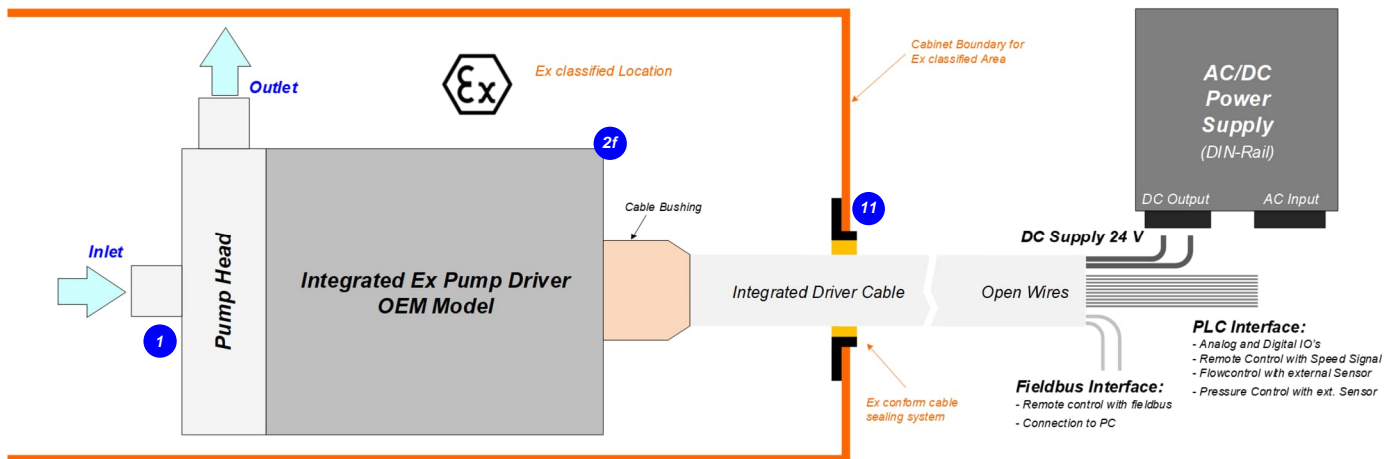 Outlet
Ex
Ex classified Location
Cabinet Boundary for
Ex classified Area
AC/DC
Power
Supply
(DIN-Rail)
DC Output
AC Input
2f
11
Cable Bushing
DC Supply 24 V
Inlet
1
Pump Head
Integrated Ex Pump Driver
OEM Model
Integrated Driver Cable
Open Wires
PLC Interface:
- Analog and Digital IO's
- Remote Control with Speed Signal
- Flowcontrol with external Sensor
- Pressure Control with ext. Sensor
Fieldbus Interface:
- Remote control with fieldbus
- Connection to PC
Ex conform cable
sealing system